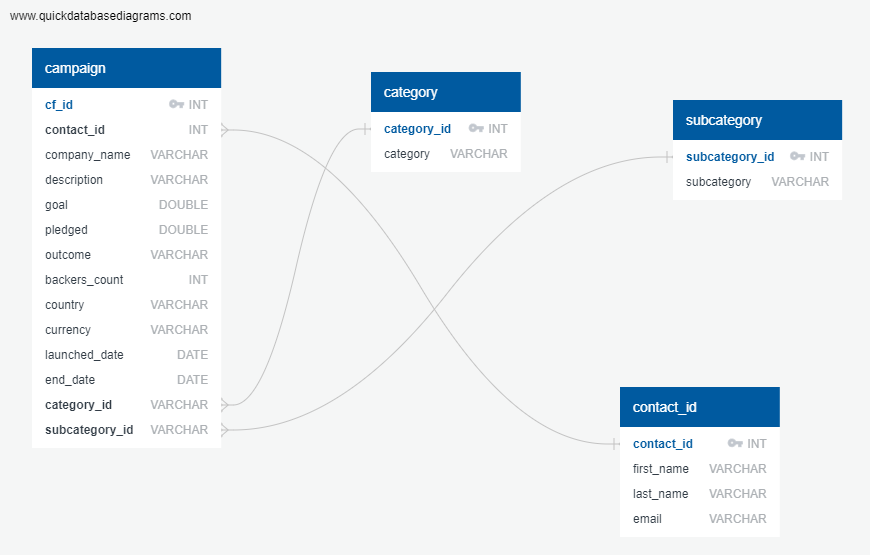 www.quickdatabasediagrams.com
campaign
cf_id INT
contact_id INT
company_name VARCHAR
description VARCHAR
goal DOUBLE
pledged DOUBLE
outcome VARCHAR
backers_count INT
country VARCHAR
currency VARCHAR
launched_date DATE
end_date DATE
category_id VARCHAR
subcategory_id VARCHAR
category
category_id INT
category VARCHAR
subcategory
subcategory_id INT
subcategory VARCHAR
contact_id
contact_id INT
first_name VARCHAR
last_name VARCHAR
email VARCHAR